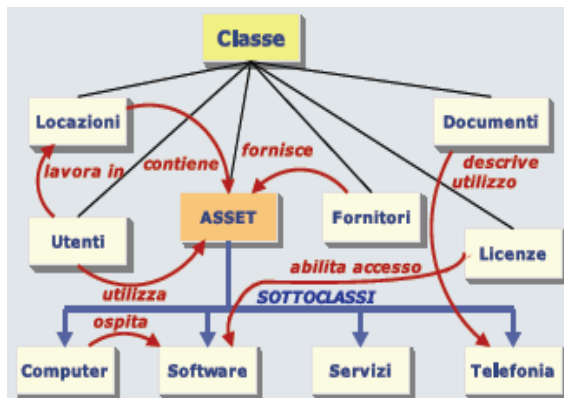 Classe
Locazioni
Documenti
lavora in
contiene
fornisce
descrive
utilizzo
ASSET
Fornitori
Utenti
Licenze
abilita accesso
utilizza
SOTTOCLASSI
ospita
Computer
Software
Servizi
Telefonia